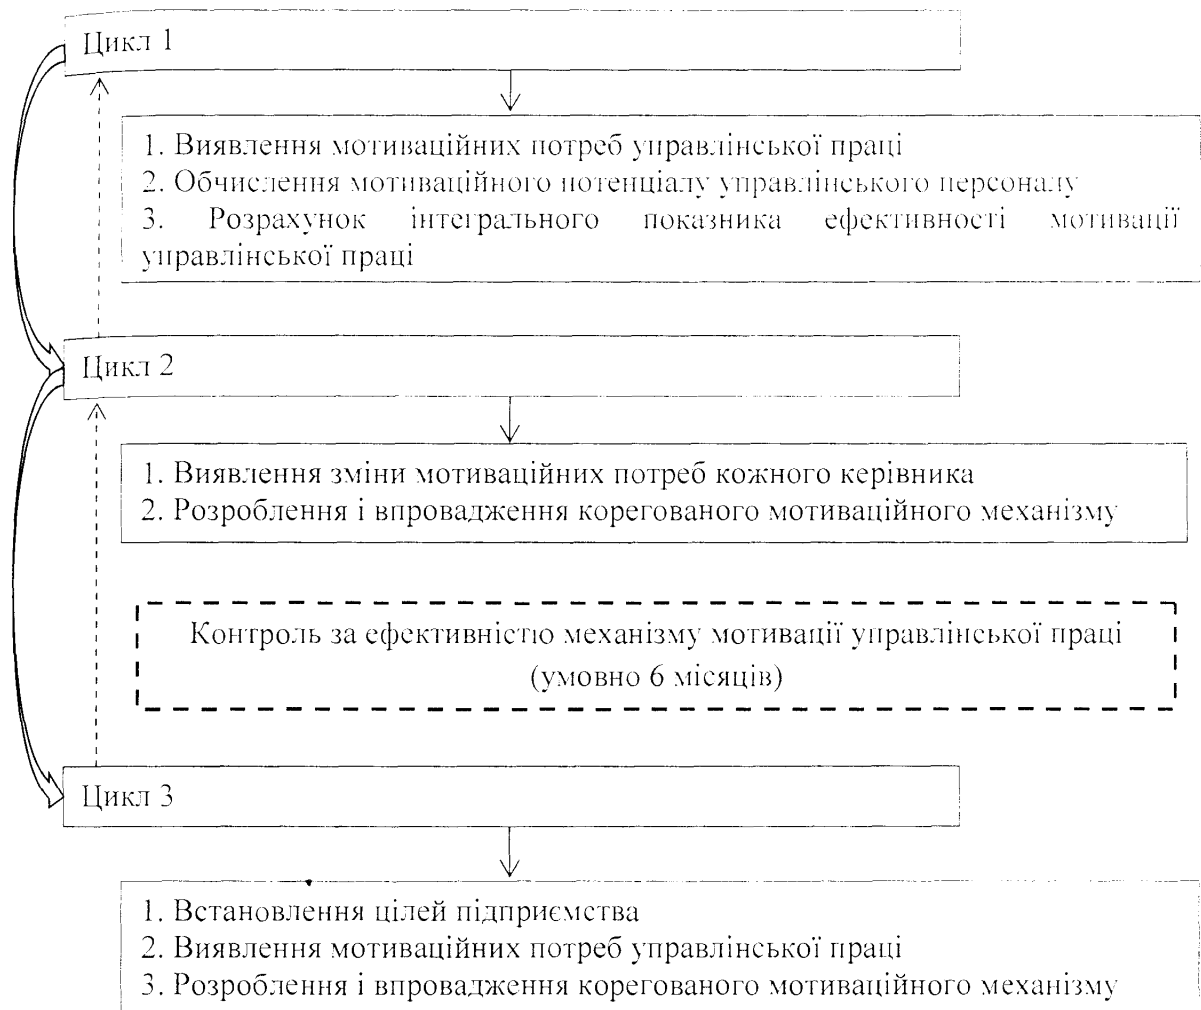 Цикл 1
1. Виявлення мотиваційних потреб управлінської праці
2. Обчислення мотиваційного потенціалу управлінського персоналу
3. Розрахунок інтегрального показника ефективності мотивації
управлінської праці
Цикл 2
1. Виявлення зміни мотиваційних потреб кожного керівника
2. Розроблення і впровадження корегованого мотиваційного механізму
Контроль за ефективністю механізму мотивації управлінської праці
(умовно 6 місяців)
Цикл 3
1. Встановлення цілей підприємства
2. Виявлення мотиваційних потреб управлінської праці
3. Розроблення і впровадження корегованого мотиваційного механізму